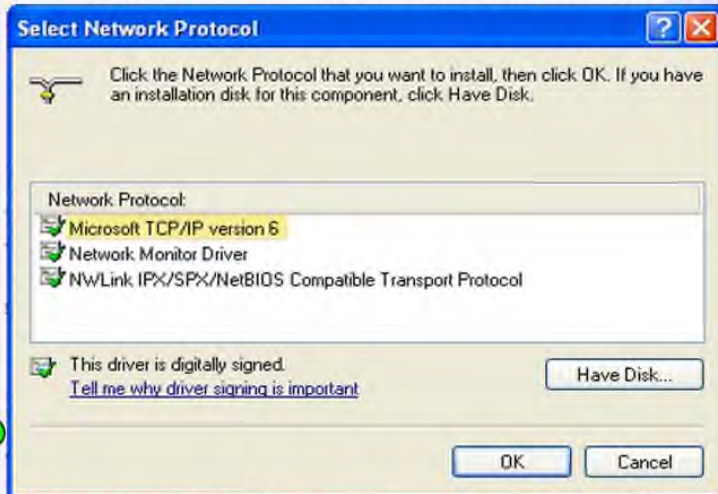 Select Network Protocol
Click the Network Protocol that you want to install, then click OK. If you have
an installation disk for this component, click Have Disk.
Network Protocol:
Microsoft TCP/IP version 6
Network Monitor Driver
NWLink IPX/SPX/NetBIOS Compatible Transport Protocol
This driver is digitally signed.
Tell me why driver signing is important
Have Disk...
OK
Cancel